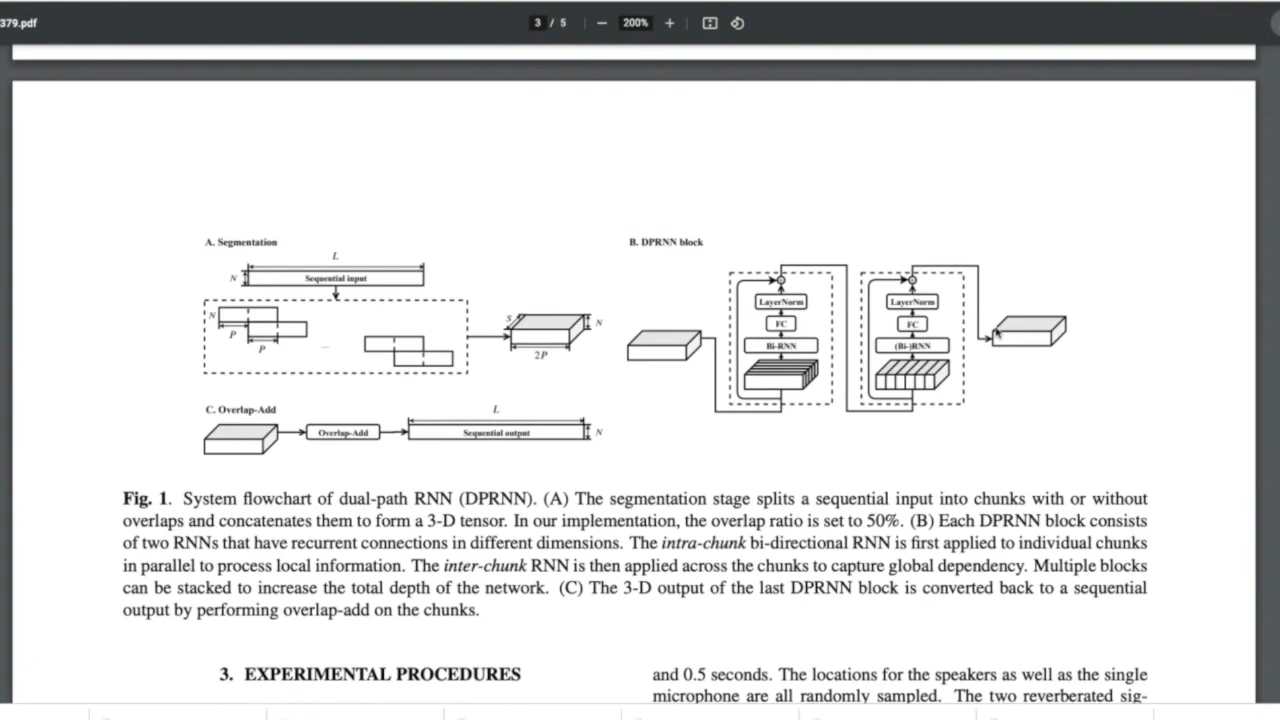 379.pdf
3 / 5
200%
A. Segmentation
L
N
Sequential input
N
P
P
...
S
N
2P
B. DPRNN block
LayerNorm
FC
Bi-RNN
LayerNorm
FC
(Bi-)RNN
C. Overlap-Add
Overlap-Add
L
Sequential output
N
Fig. 1. System flowchart of dual-path RNN (DPRNN). (A) The segmentation stage splits a sequential input into chunks with or without
overlaps and concatenates them to form a 3-D tensor. In our implementation, the overlap ratio is set to 50%. (B) Each DPRNN block consists
of two RNNs that have recurrent connections in different dimensions. The intra-chunk bi-directional RNN is first applied to individual chunks
in parallel to process local information. The inter-chunk RNN is then applied across the chunks to capture global dependency. Multiple blocks
can be stacked to increase the total depth of the network. (C) The 3-D output of the last DPRNN block is converted back to a sequential
output by performing overlap-add on the chunks.
3. EXPERIMENTAL PROCEDURES
and 0.5 seconds. The locations for the speakers as well as the single
microphone are all randomly sampled. The two reverberated sig-